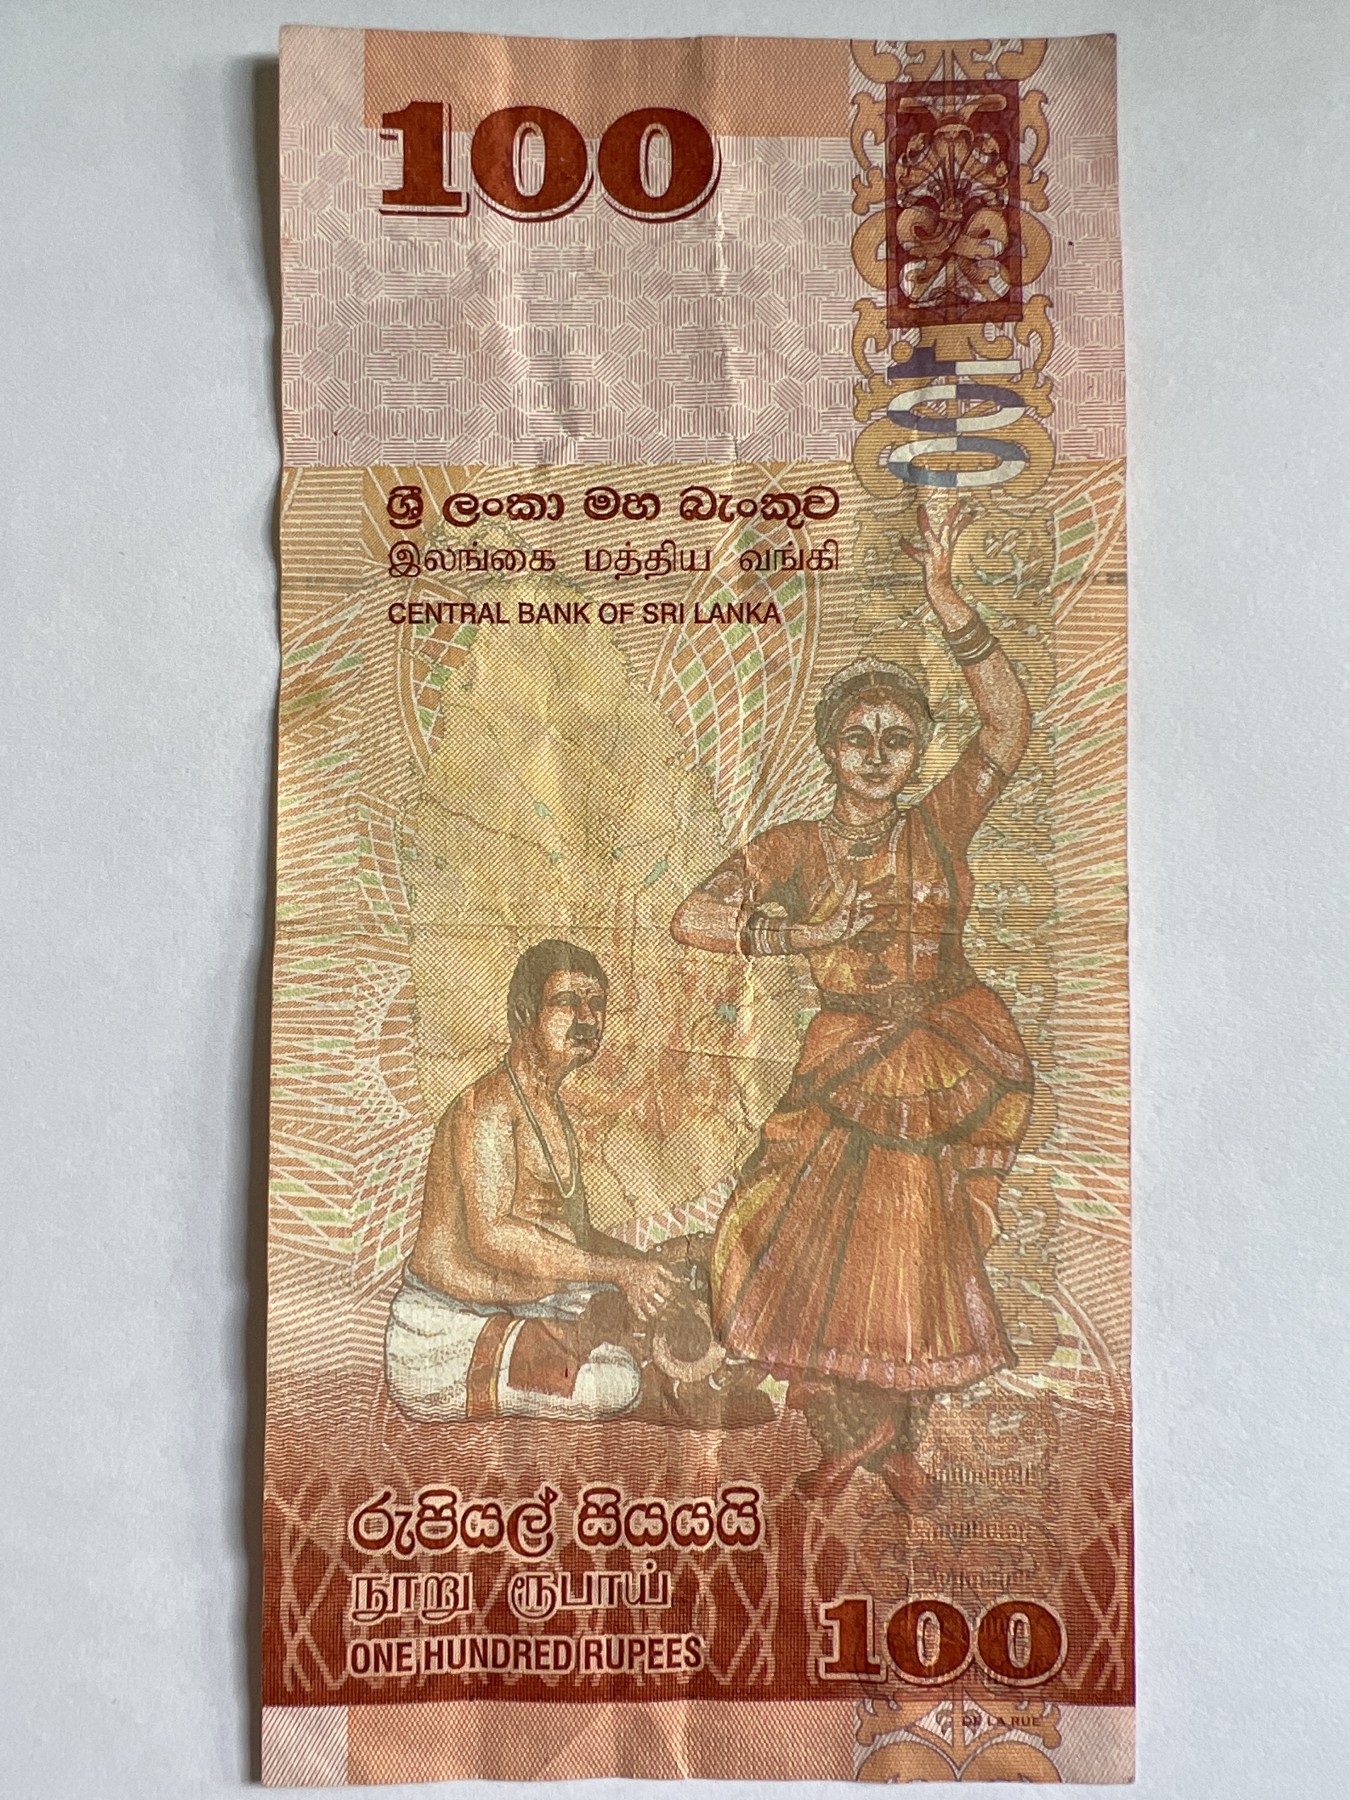 100
100
ශ්‍රී ලංකා මහ බැංකුව
இலங்கை மத்திய வங்கி
CENTRAL BANK OF SRI LANKA
රුපියල් සියයයි
நூறு ரூபாய்
ONE HUNDRED RUPEES
100
DE LA RUE